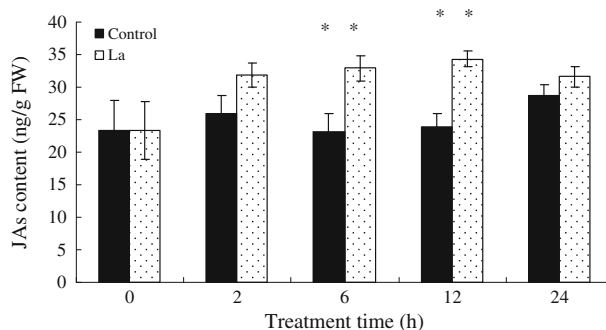 40
35
30
25
20
15
10
5
0
JAs content (ng/g FW)
Control
La
* *
* *
0 2 6 12 24
Treatment time (h)